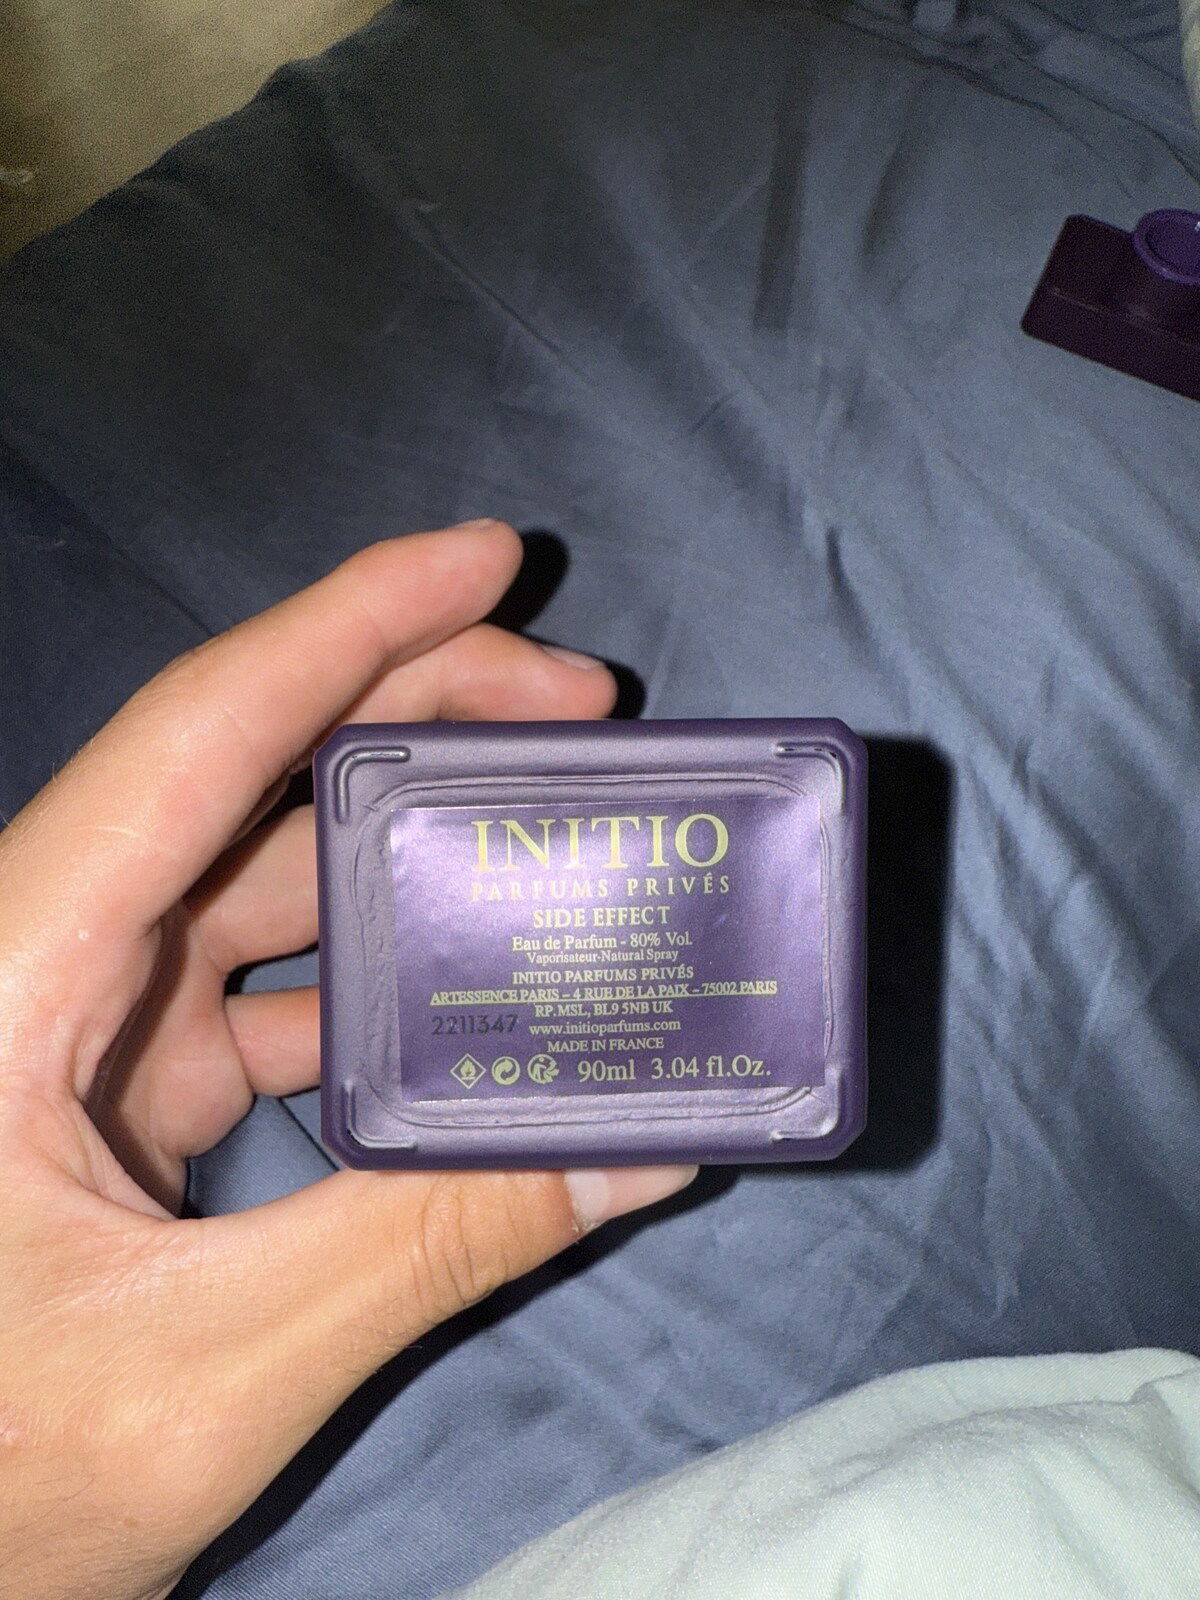 INITIO
PARFUMS PRIVÉS
SIDE EFFECT
Eau de Parfum - 80% Vol.
Vaporisateur-Natural Spray
INITIO PARFUMS PRIVÉS
ARTESSENCE PARIS – 4 RUE DE LA PAIX – 75002 PARIS
RP.MSL, BL9 5NB UK
2211347 www.initioparfums.com
MADE IN FRANCE
90ml 3.04 fl.Oz.